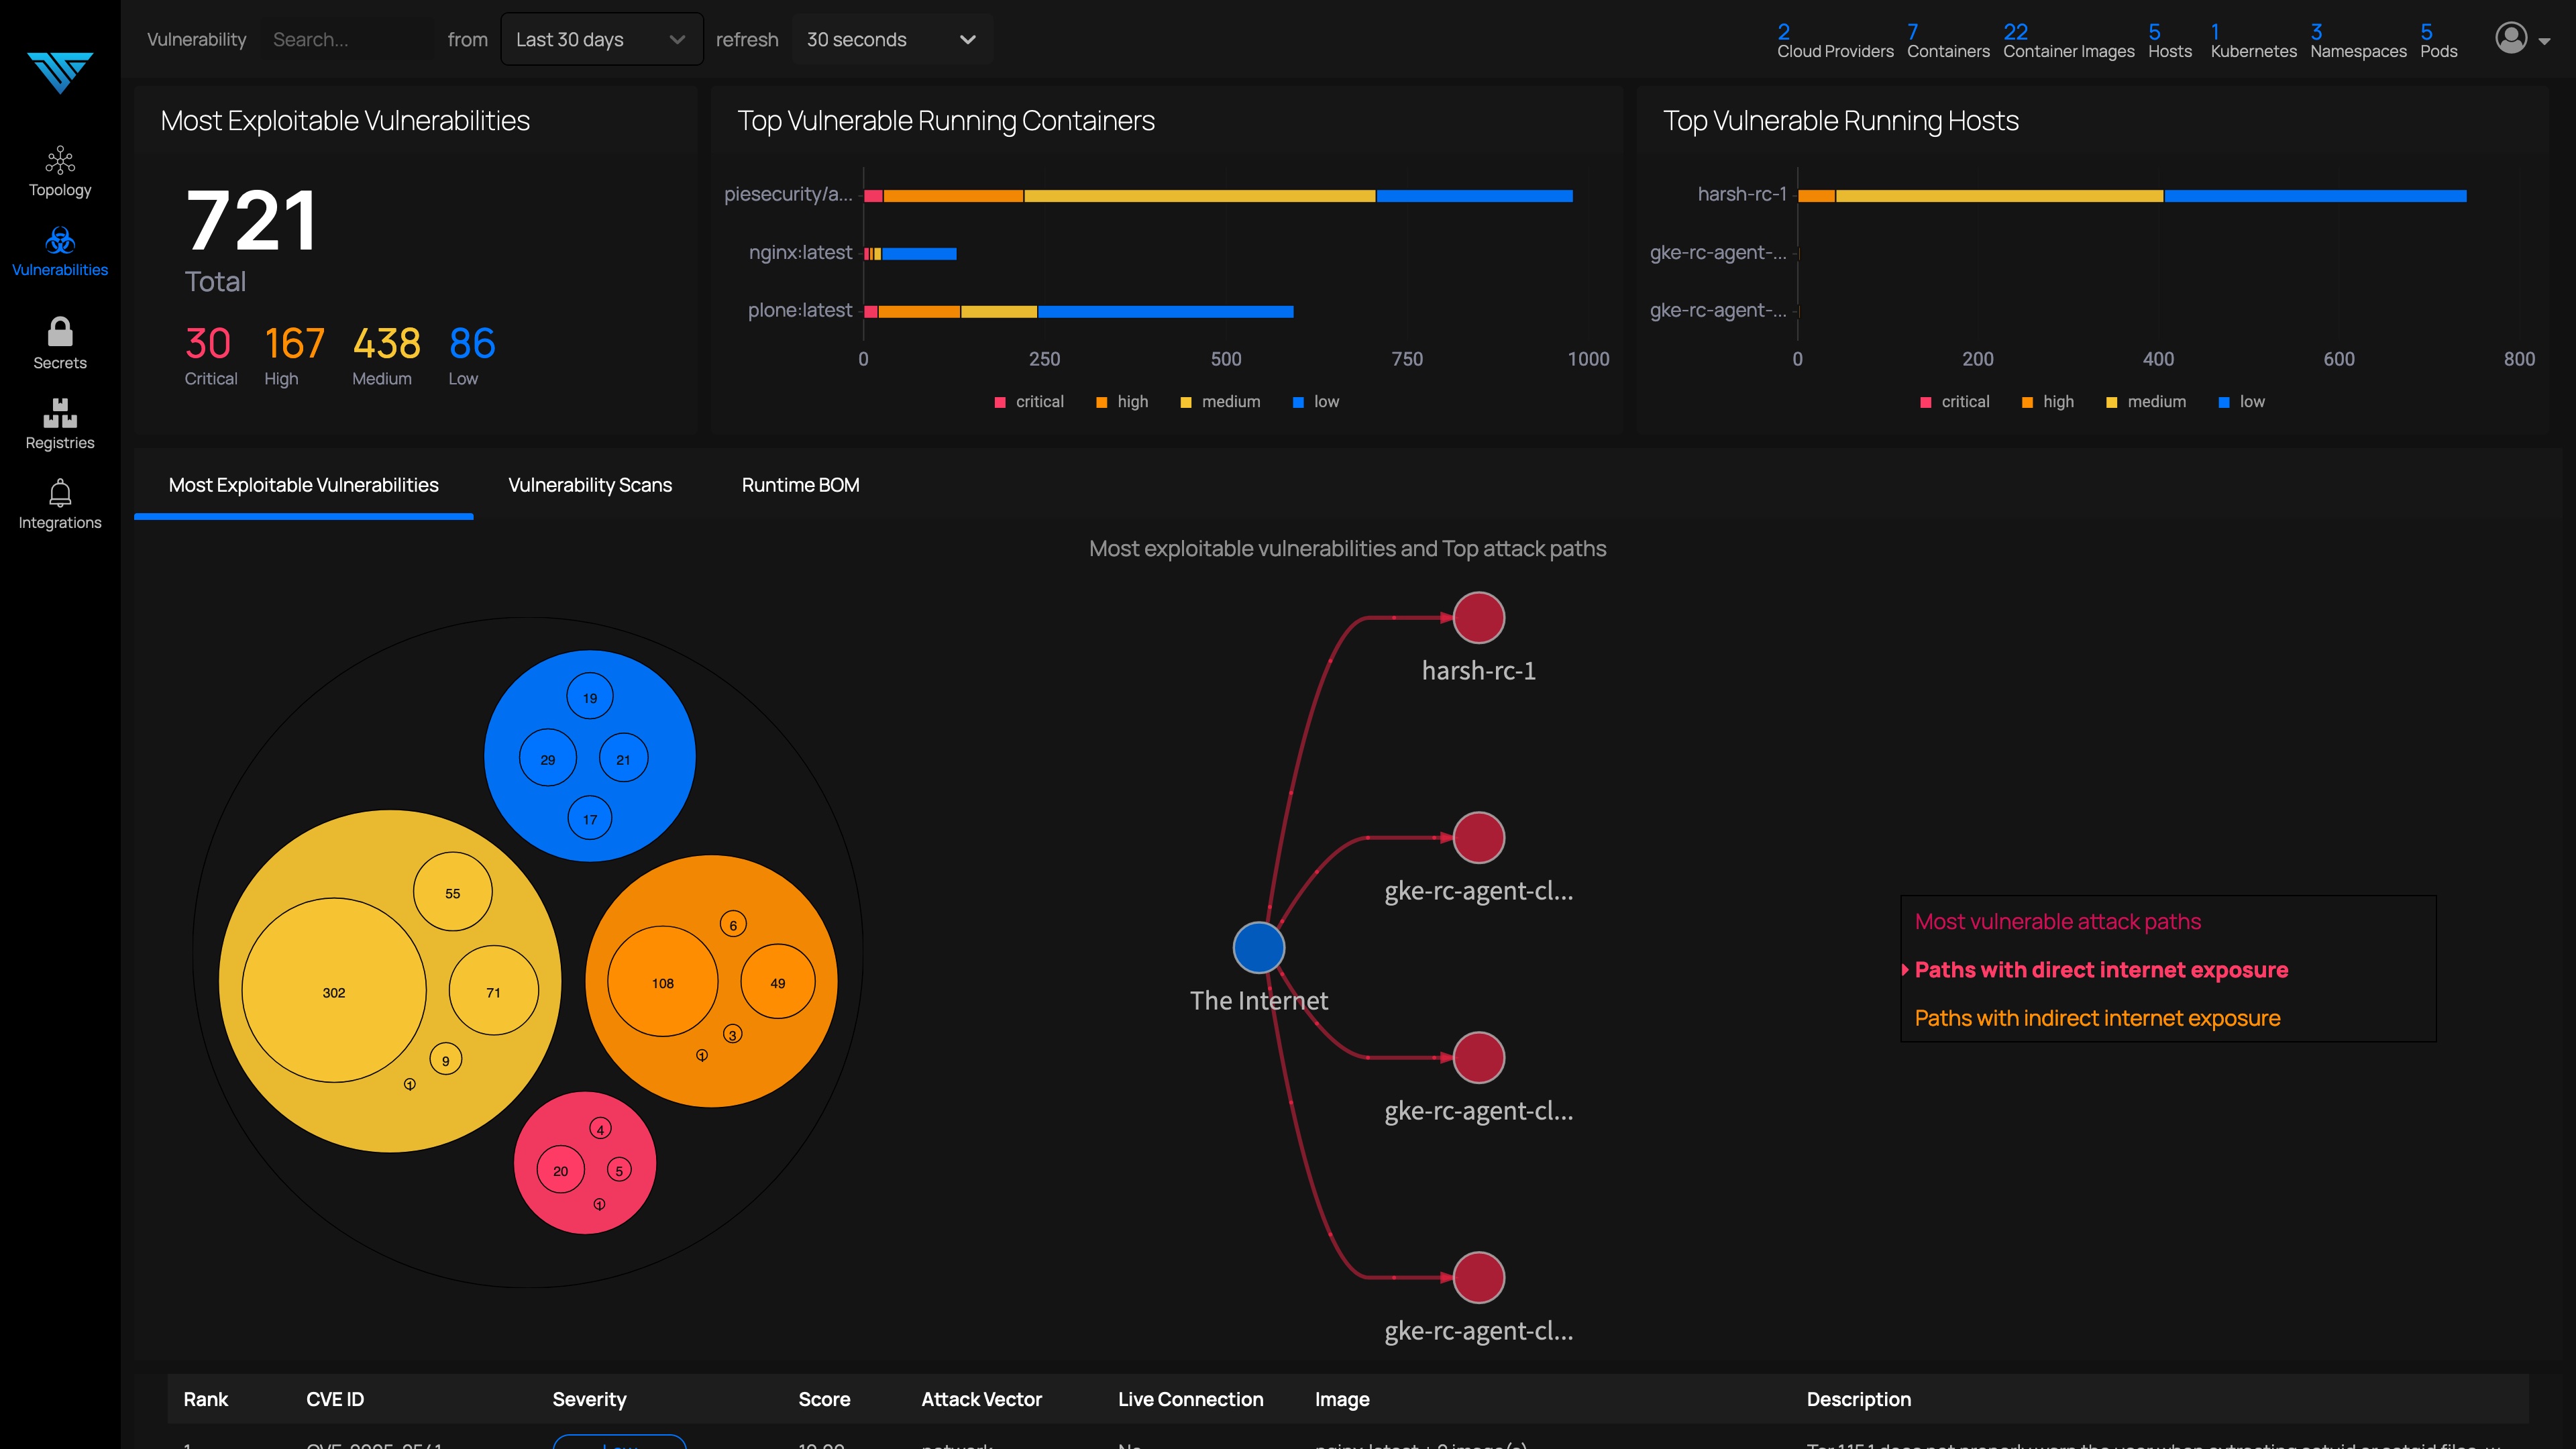 Vulnerability Search... from Last 30 days refresh 30 seconds
2 Cloud Providers
7 Containers
22 Container Images
5 Hosts
1 Kubernetes
3 Namespaces
5 Pods
Topology
Vulnerabilities
Secrets
Registries
Integrations
Most Exploitable Vulnerabilities
721
Total
30 167 438 86
Critical High Medium Low
Top Vulnerable Running Containers
piesecurity/a...
nginx:latest
plone:latest
0 250 500 750 1000
critical high medium low
Top Vulnerable Running Hosts
harsh-rc-1
gke-rc-agent-...
gke-rc-agent-...
0 200 400 600 800
critical high medium low
Most Exploitable Vulnerabilities Vulnerability Scans Runtime BOM
Most exploitable vulnerabilities and Top attack paths
19
29 21
17
55
302 71
9
1
6
108 49
3
1
4
20 5
1
harsh-rc-1
gke-rc-agent-cl...
The Internet
gke-rc-agent-cl...
gke-rc-agent-cl...
Most vulnerable attack paths
Paths with direct internet exposure
Paths with indirect internet exposure
Rank CVE ID Severity Score Attack Vector Live Connection Image Description